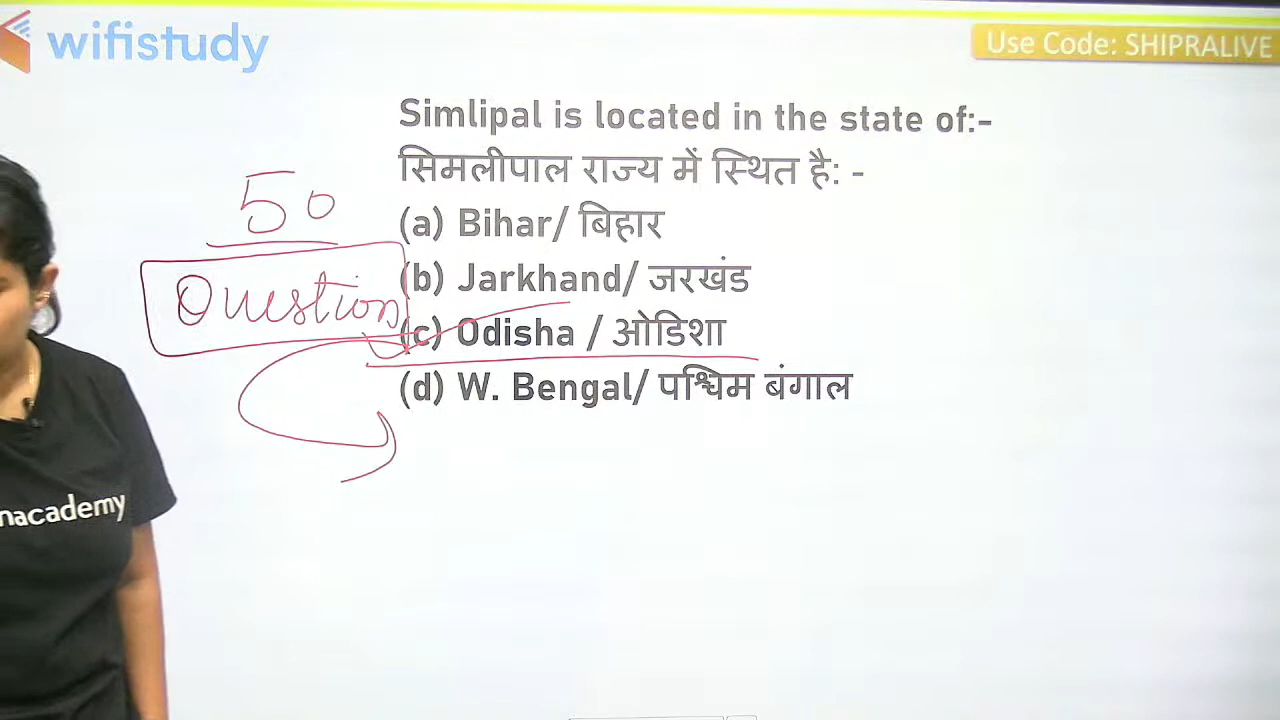 wifistudy
Use Code: SHIPRALIVE
Simlipal is located in the state of:-
सिमलीपाल राज्य में स्थित है: -
(a) Bihar/ बिहार
(b) Jarkhand/ जरखंड
(c) Odisha / ओडिशा
(d) W. Bengal/ पश्चिम बंगाल
50
Question
nacademy